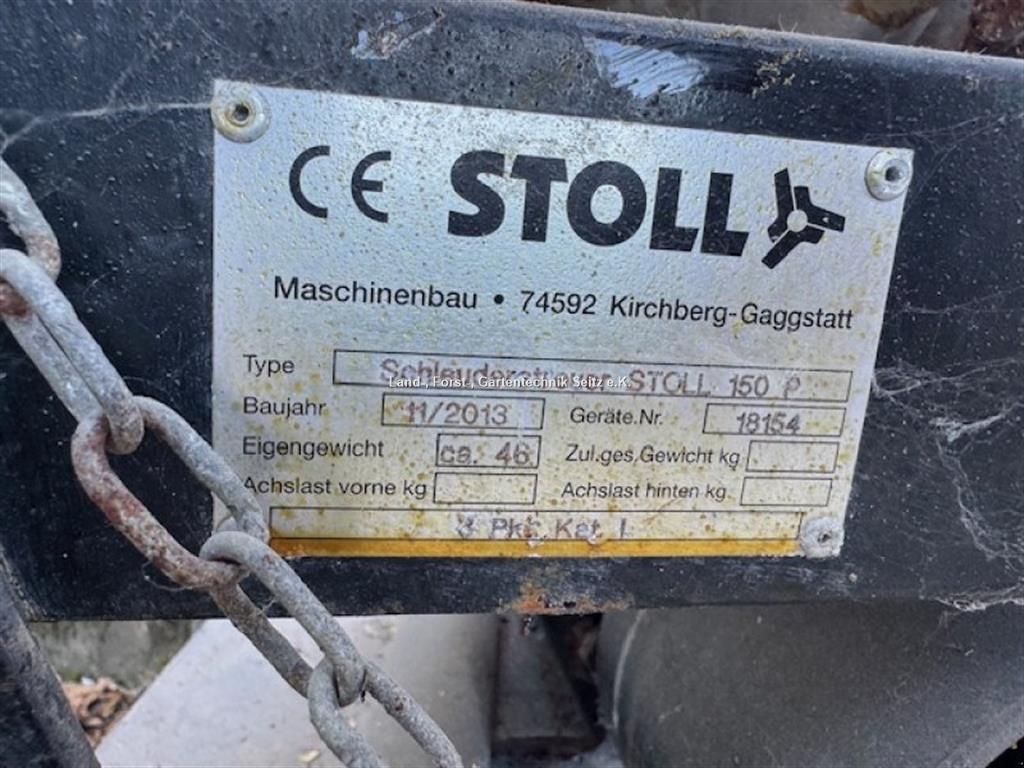 CE STOLL
Maschinenbau • 74592 Kirchberg-Gaggstatt
Type Schleuderstreuer STOLL 150 P
Land-, Forst-, Gartentechnik Seitz e.K.
Baujahr 11/2013 Geräte.Nr. 18154
Eigengewicht ca. 46 Zul.ges.Gewicht kg
Achslast vorne kg Achslast hinten kg
3 Pkt. Kat. I